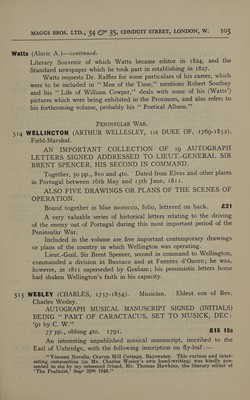 MAGGS BROS. LTD., 34 & 35, CONDUIT STREET, LONDON, W. 103
Watts (Alaric A.)—continued.
Literary Souvenir of which Watts became editor in 1824, and the
Standard newspaper which he took part in establishing in 1827.
Watts requests Dr. Raffles for some particulars of his career, which
were to be included in "Men of the Time," mentions Robert Southey
and his "Life of William Cowper," deals with some of his (Watts')
pictures which were being exhibited in the Provinces, and also refers to
his forthcoming volume, probably his "Poetical Album."
PENINSULAR WAR.
514 WELLINGTON (ARTHUR WELLESLEY, 1ST DUKE OF, 1769-1852).
Field-Marshal.
AN IMPORTANT COLLECTION OF 19 AUTOGRAPH
LETTERS SIGNED ADDRESSED TO LIEUT.-GENERAL SIR
BRENT SPENCER, HIS SECOND IN COMMAND.
Together, 50 pp., 8vo and 4to. Dated from Elvas and other places
in Portugal between 16th May and 15th June, 1811.
ALSO FIVE DRAWINGS OR PLANS OF THE SCENES OF
OPERATION.
Bound together in blue morocco, folio, lettered on back. £21
A very valuable series of historical letters relating to the driving
of the enemy out of Portugal during this most important period of the
Peninsular War.
Included in the volume are five important contemporary drawings
or plans of the country in which Wellington was operating.
Lieut.-Genl. Sir Brent Spencer, second in command to Wellington,
commanded a division at Bussaco and at Fuentes d'Onoro; he was,
however, in 1811 superseded by Graham; his pessimistic letters home
had shaken Wellington's faith in his capacity.
515 WESLEY (CHARLES, 1757-1834). Musician. Eldest son of Rev.
Charles Wesley.
AUTOGRAPH MUSICAL MANUSCRIPT SIGNED (INITIALS)
BEING "PART OF CARACTACUS, SET TO MUSICK, DEC:
'91 BY C. W."
77 pp., oblong 4to. 1791. £15 15s
An interesting unpublished musical manuscript, inscribed to the
Earl of Uxbridge, with the following inscription on fly-leaf:—
"Vincent Novello, Craven Hill Cottage, Bayswater. This curious and inter-
esting composition (in Mr. Charles Wesley's own hand-writing) was kindly pre-
sented to me by my esteemed friend, Mr. Thomas Hawkins, the literary editor of
'The Psalmist,' Sept 20th 1843."